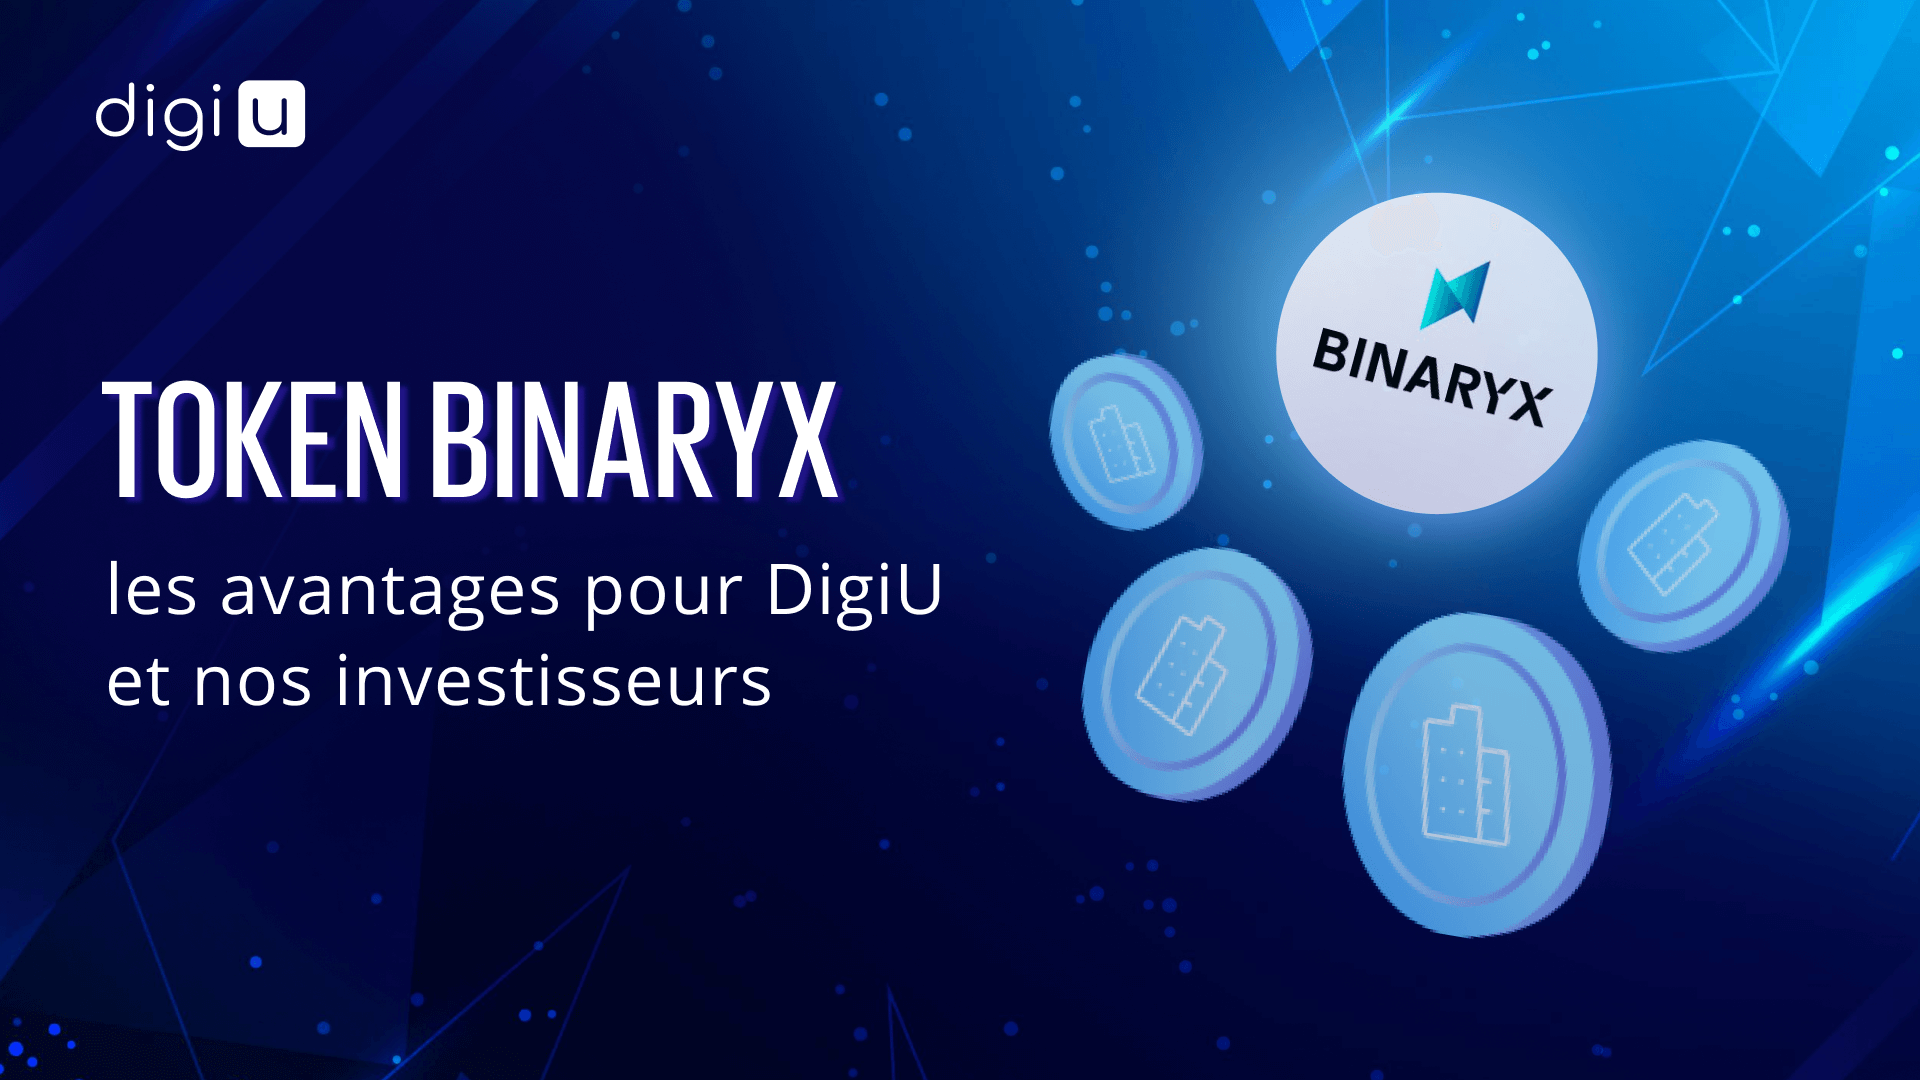 digi u
TOKEN BINARYX
les avantages pour DigiU
et nos investisseurs
BINARYX